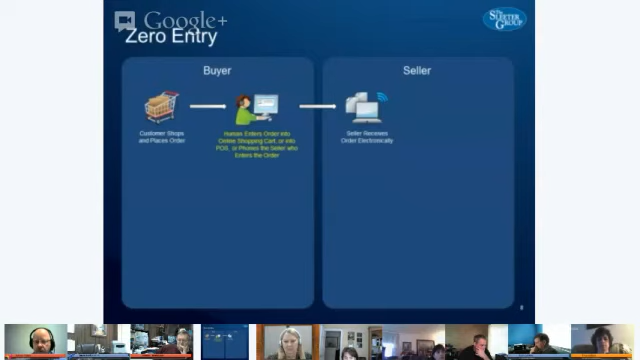 Google+
Zero Entry
The
SLEETER
GROUP
Buyer
Seller
Customer Shops
and Places Order
Human Enters Order into
Online Shopping Cart, or into
POS, or Phones the Seller who
Enters the Order
Seller Receives
Order Electronically